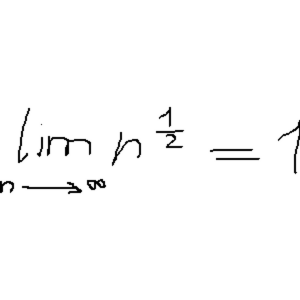 lim n^{1/2} = 1
n → ∞